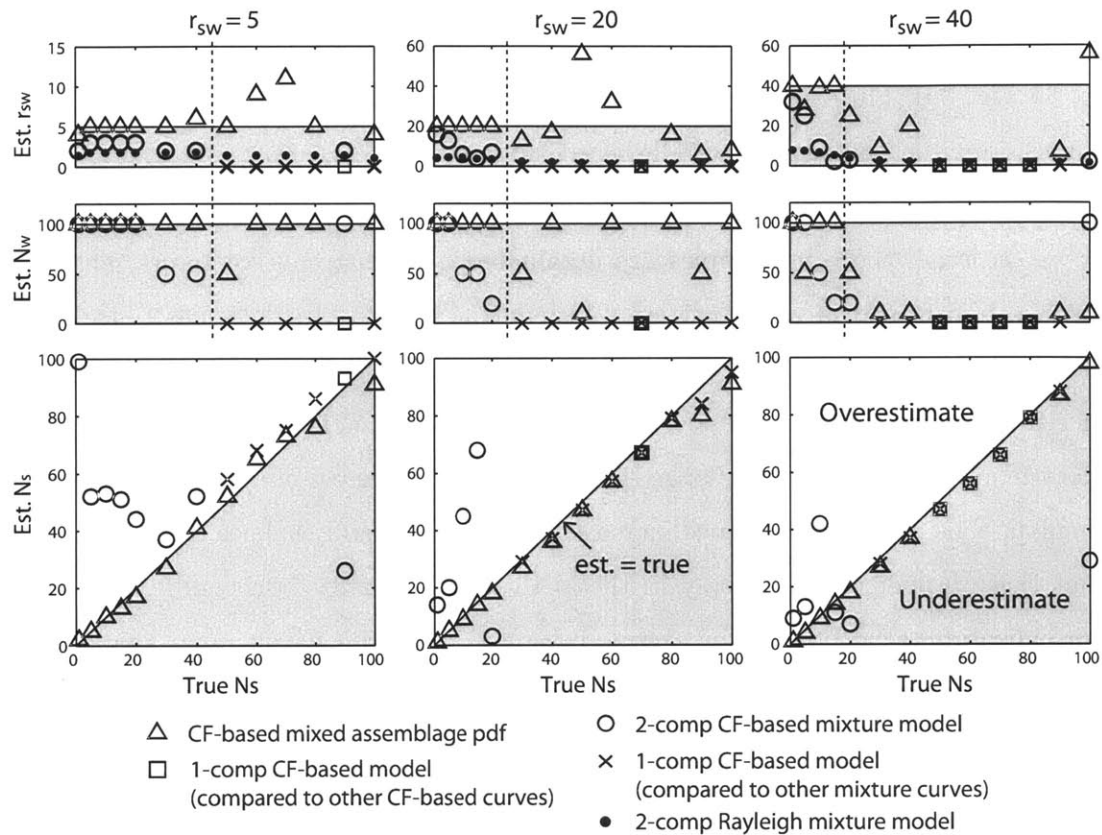 r_sw = 5
r_sw = 20
r_sw = 40
Est. r_sw
15
10
5
0
60
40
20
0
60
40
20
0
Est. N_w
100
50
0
100
50
0
100
50
0
Est. N_s
100
80
60
40
20
0
100
80
60
40
20
0
100
80
60
40
20
0
est. = true
Overestimate
Underestimate
0 20 40 60 80 100
0 20 40 60 80 100
0 20 40 60 80 100
True Ns
True Ns
True Ns
CF-based mixed assemblage pdf
1-comp CF-based model
(compared to other CF-based curves)
2-comp CF-based mixture model
1-comp CF-based model
(compared to other mixture curves)
2-comp Rayleigh mixture model